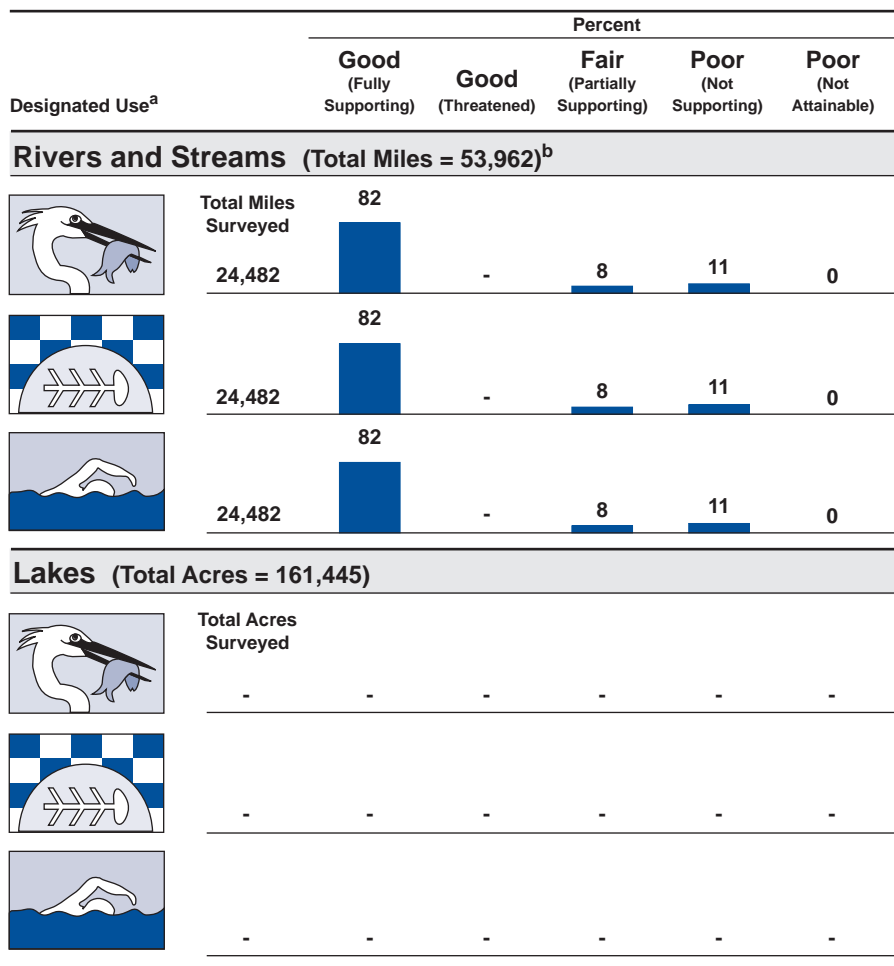 Percent
Designated Use^a
Good (Fully Supporting)
Good (Threatened)
Fair (Partially Supporting)
Poor (Not Supporting)
Poor (Not Attainable)
Rivers and Streams (Total Miles = 53,962)^b
Total Miles Surveyed
82
24,482 - 8 11 0
82
24,482 - 8 11 0
82
24,482 - 8 11 0
Lakes (Total Acres = 161,445)
Total Acres Surveyed
- - - - - -
- - - - - -
- - - - - -